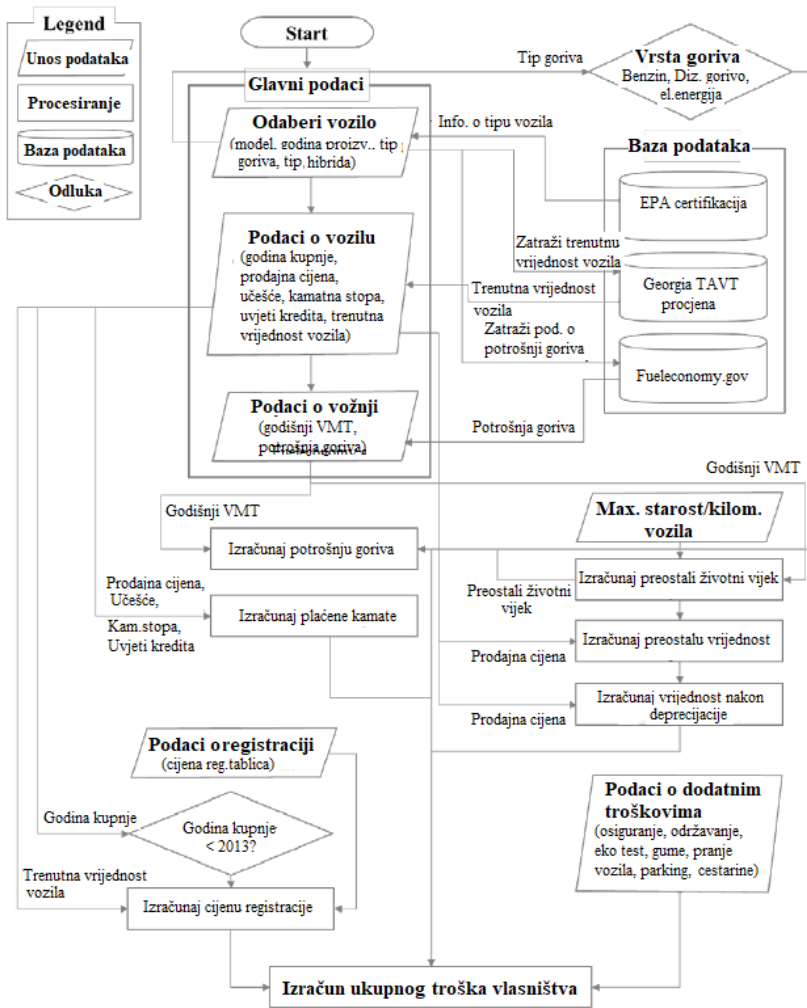 Legend
Unos podataka
Procesiranje
Baza podataka
Odluka
Start
Tip goriva
Vrsta goriva
Benzin, Diz. gorivo,
el.energija
Glavni podaci
Odaberi vozilo
(model. godina proizv.. tip
goriva, tip hibrida)
Info. o tipu vozila
Baza podataka
EPA certifikacija
Podaci o vozilu
(godina kupnje,
prodajna cijena,
učešće, kamatna stopa,
uvjeti kredita, trenutna
vrijednost vozila)
Zatraži trenutnu
vrijednost vozila
Trenutna vrijednost
vozila
Georgia TAVT
procjena
Zatraži pod. o
potrošnji goriva
Fueleconomy.gov
Podaci o vožnji
(godišnji VMT,
potrošnja goriva)
Potrošnja goriva
Godišnji VMT
Godišnji VMT
Max. starost/kilom.
vozila
Izračunaj potrošnju goriva
Izračunaj preostali životni vijek
Preostali životni
vijek
Prodajna cijena,
Učešće,
Kam.stopa,
Uvjeti kredita
Izračunaj plaćene kamate
Izračunaj preostalu vrijednost
Prodajna cijena
Izračunaj vrijednost nakon
deprecijacije
Prodajna cijena
Podaci o registraciji
(cijena reg.tablica)
Podaci o dodatnim
troškovima
(osiguranje, održavanje,
eko test, gume, pranje
vozila, parking, cestarine)
Godina kupnje
Godina kupnje
< 2013?
Trenutna vrijednost
vozila
Izračunaj cijenu registracije
Izračun ukupnog troška vlasništva